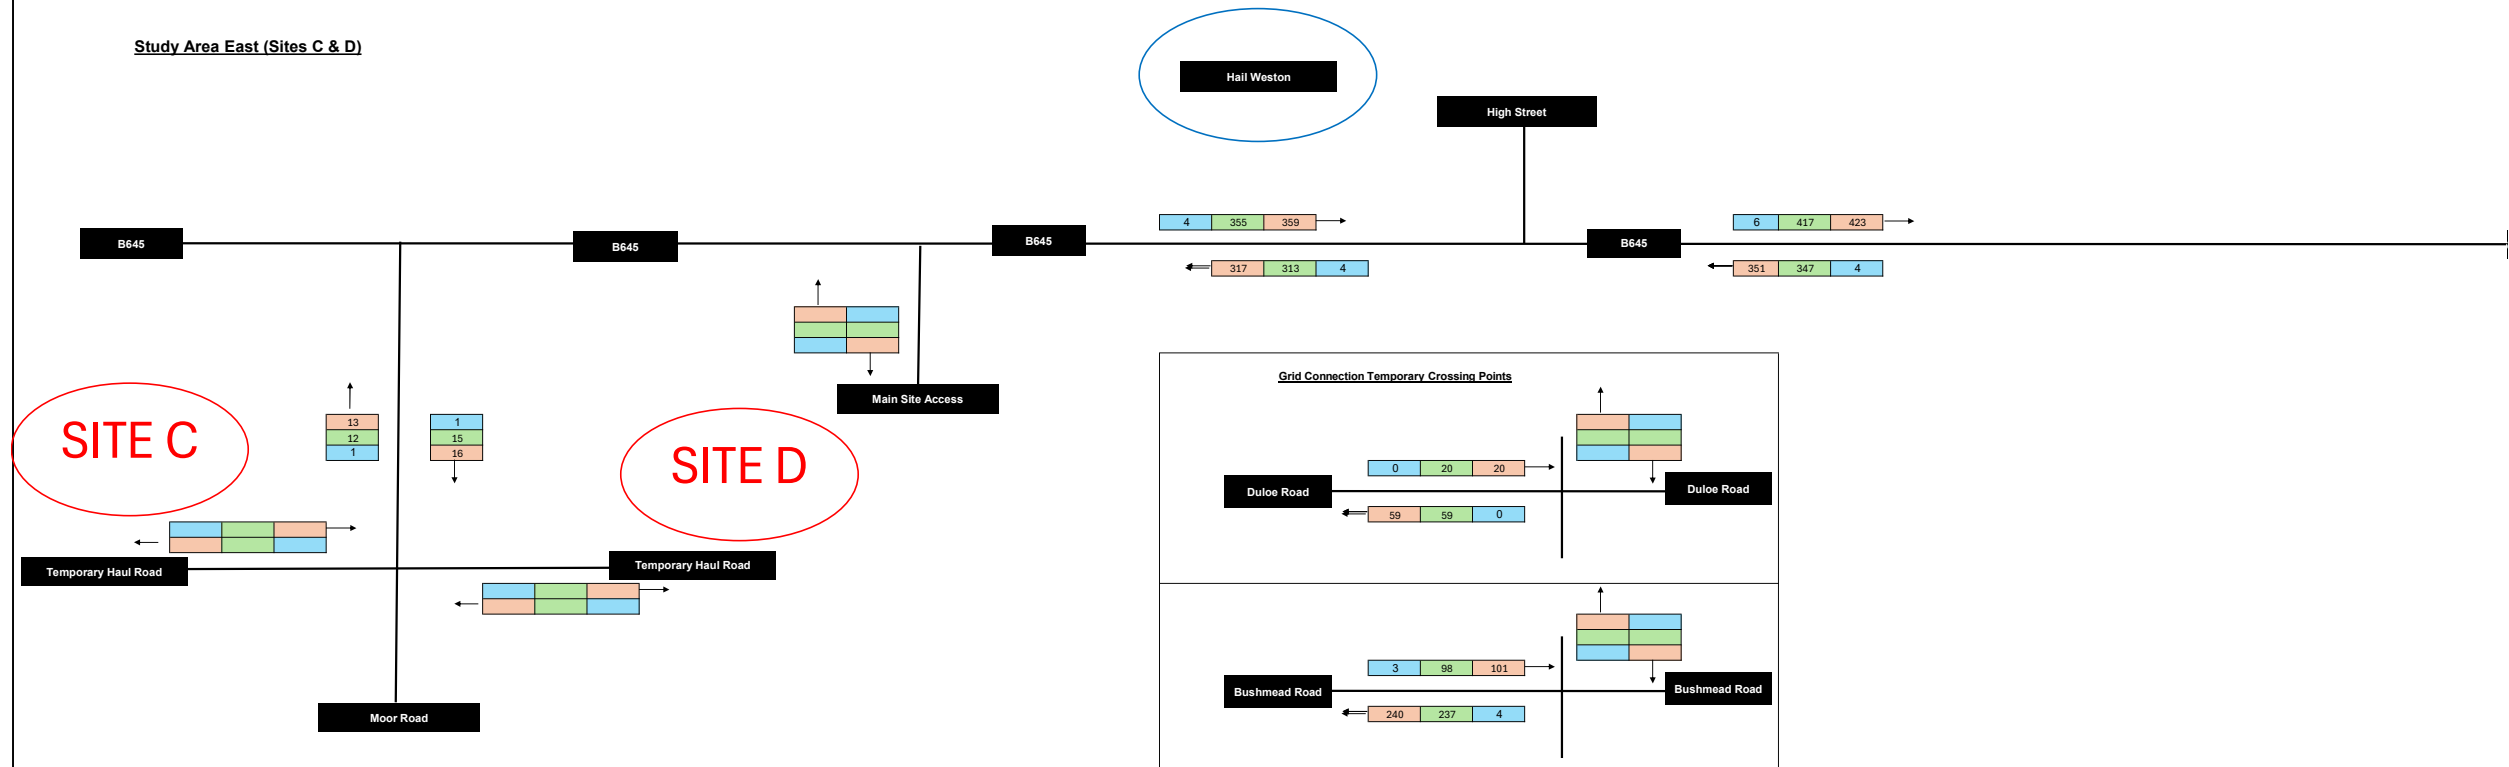 Study Area East (Sites C & D)
Hail Weston
High Street
4 355 359
6 417 423
B645
B645
B645
B645
317 313 4
351 347 4
Main Site Access
Grid Connection Temporary Crossing Points
SITE C
13
12
1
1
15
16
SITE D
0 20 20
Duloe Road
Duloe Road
59 59 0
Temporary Haul Road
Temporary Haul Road
3 98 101
Bushmead Road
Bushmead Road
240 237 4
Moor Road